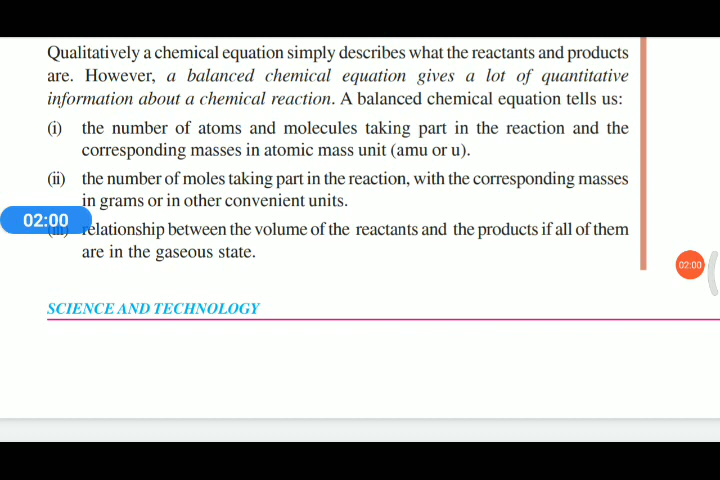 Qualitatively a chemical equation simply describes what the reactants and products
are. However, a balanced chemical equation gives a lot of quantitative
information about a chemical reaction. A balanced chemical equation tells us:
(i) the number of atoms and molecules taking part in the reaction and the
corresponding masses in atomic mass unit (amu or u).
(ii) the number of moles taking part in the reaction, with the corresponding masses
in grams or in other convenient units.
02:00
relationship between the volume of the reactants and the products if all of them
are in the gaseous state.
02:00
SCIENCE AND TECHNOLOGY